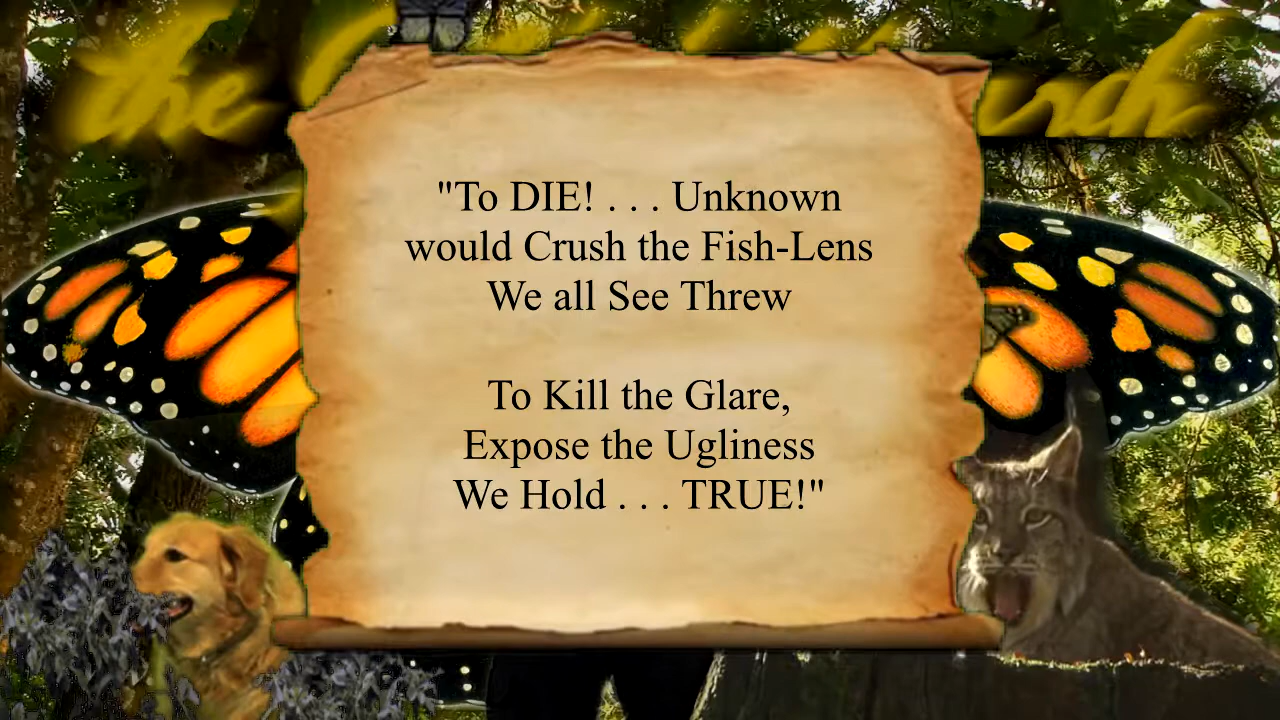 the
"To DIE! . . . Unknown
would Crush the Fish-Lens
We all See Threw
To Kill the Glare,
Expose the Ugliness
We Hold . . . TRUE!"